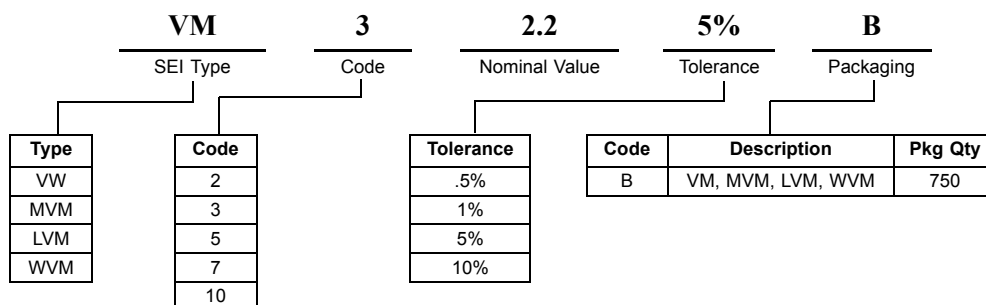 VM 3 2.2 5% B
SEI Type Code Nominal Value Tolerance Packaging
Type Code Tolerance Code Description Pkg Qty
VW 2 .5% B VM, MVM, LVM, WVM 750
MVM 3 1%
LVM 5 5%
WVM 7 10%
10